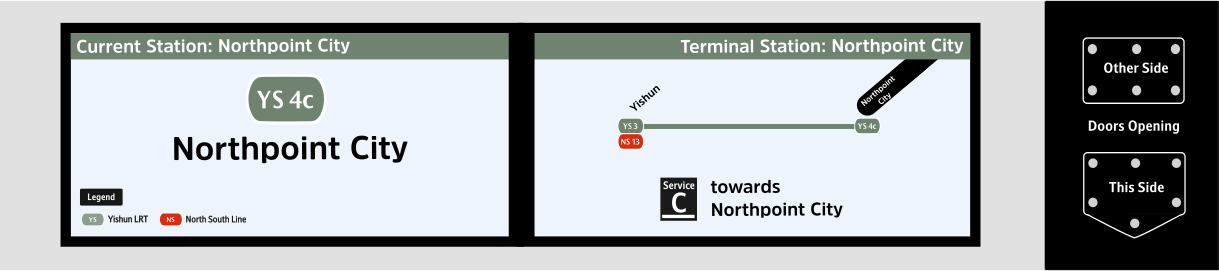 Current Station: Northpoint City
YS 4c
Northpoint City
Legend
YS Yishun LRT NS North South Line
Terminal Station: Northpoint City
Yishun
Northpoint
City
YS 3
YS 4c
NS 13
Service
C
towards
Northpoint City
Other Side
Doors Opening
This Side